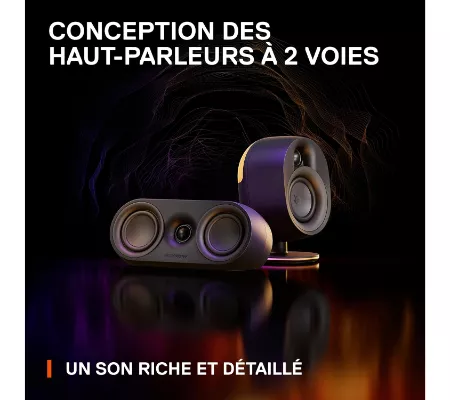 CONCEPTION DES
HAUT-PARLEURS À 2 VOIES
UN SON RICHE ET DÉTAILLÉ